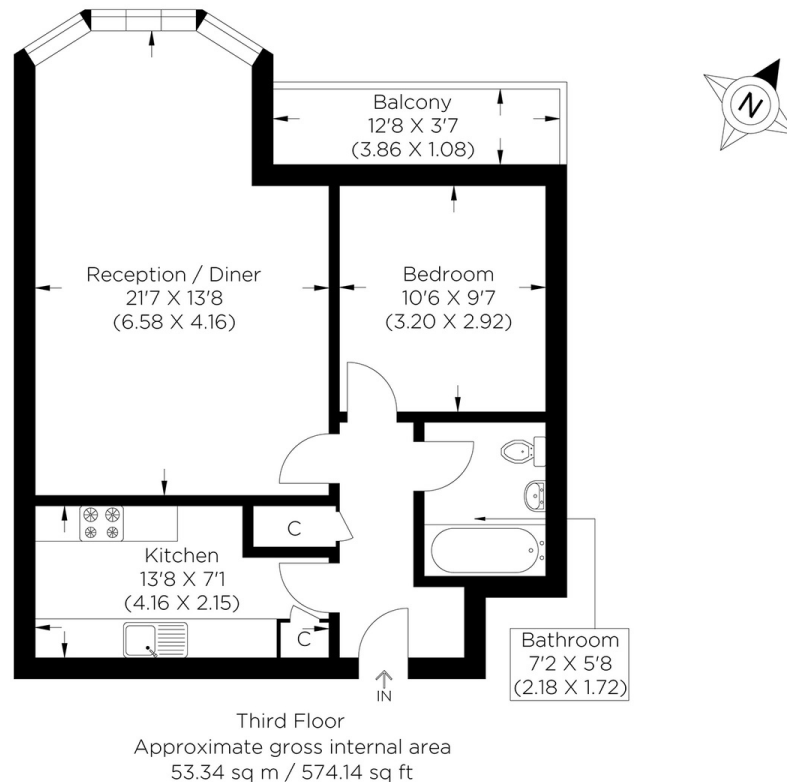 Balcony
12'8 X 3'7
(3.86 X 1.08)
N
Reception / Diner
21'7 X 13'8
(6.58 X 4.16)
Bedroom
10'6 X 9'7
(3.20 X 2.92)
C
Kitchen
13'8 X 7'1
(4.16 X 2.15)
C
Bathroom
7'2 X 5'8
(2.18 X 1.72)
IN
Third Floor
Approximate gross internal area
53.34 sq m / 574.14 sq ft